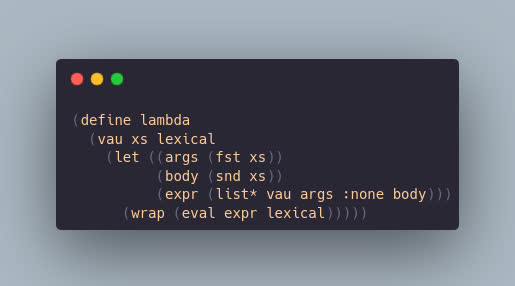 (define lambda
(vau xs lexical
(let ((args (fst xs))
(body (snd xs))
(expr (list* vau args :none body)))
(wrap (eval expr lexical)))))